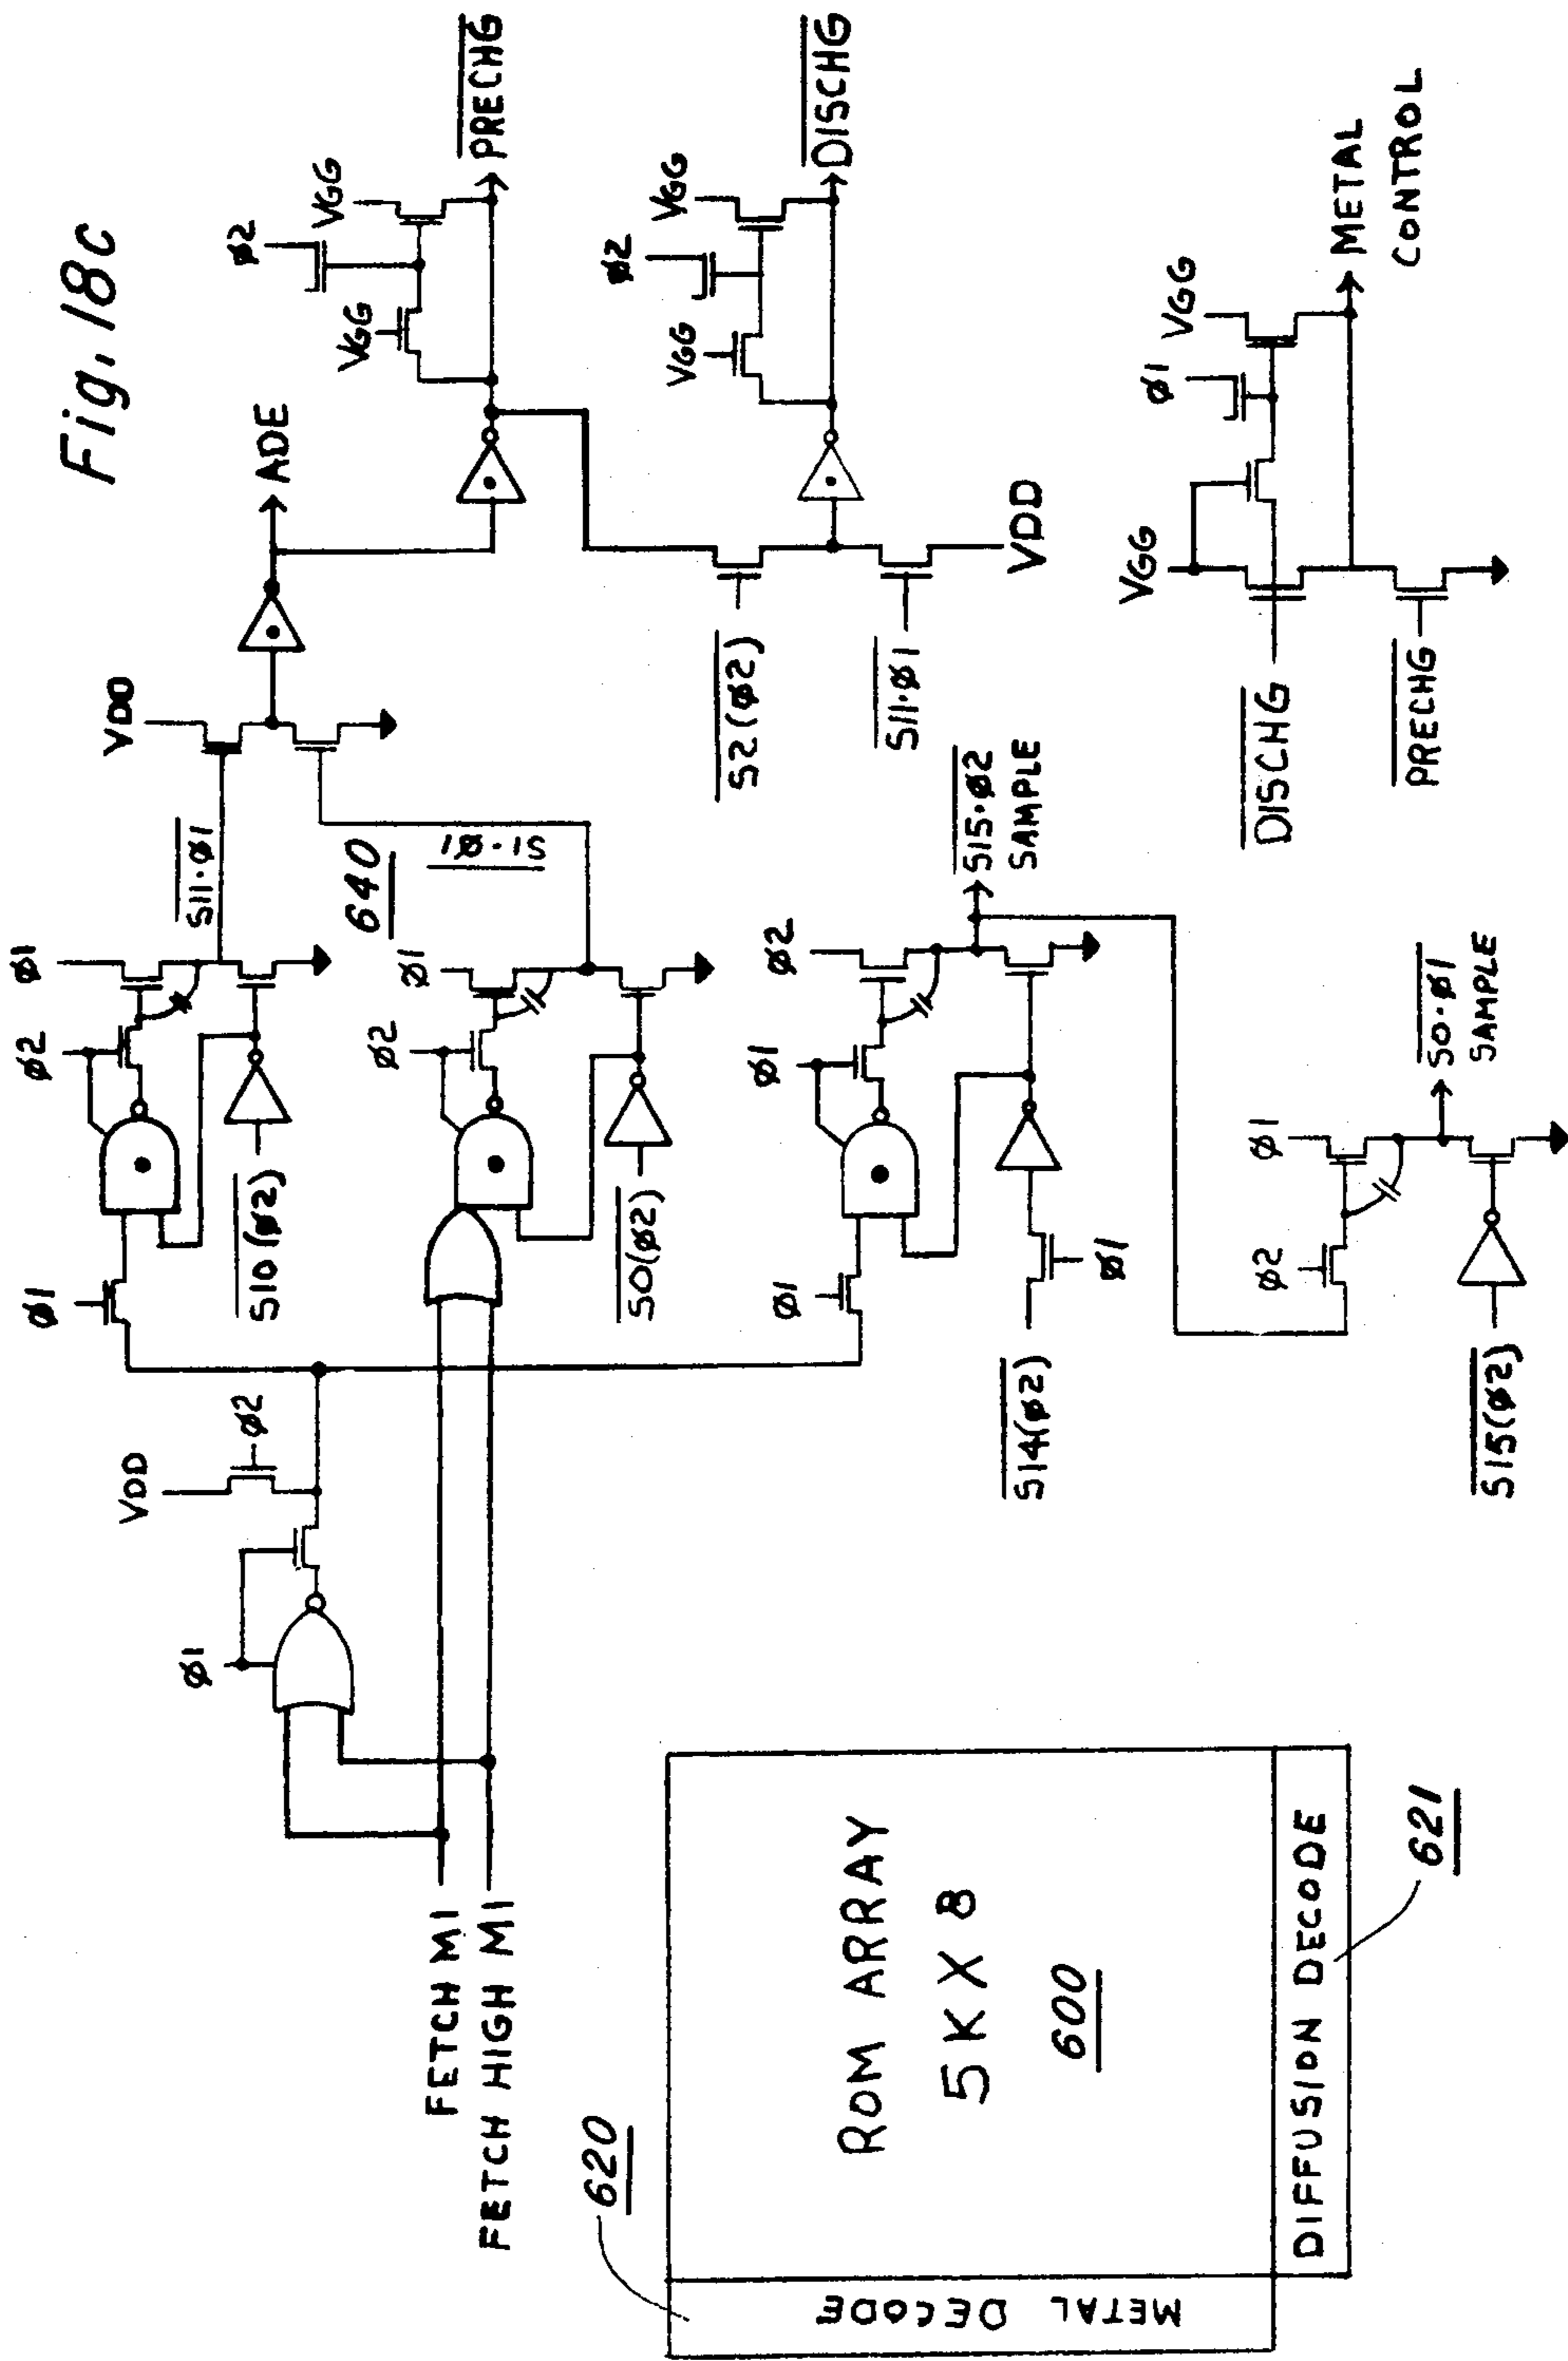 Fig. 18c
FETCH M1
FETCH HIGH M1
Ø1
VDD
Ø2
Ø1
Ø2
Ø1
S10(Ø2)
S11·Ø1
Ø2
Ø1
640
S0(Ø2)
S1·Ø1
VDD
ADE
Ø2
VGG
VGG
PRECHG
S2(Ø2)
S11·Ø1
VDD
Ø2
VGG
VGG
DISCHG
Ø1
Ø1
Ø2
S14(Ø2)
Ø1
S15·Ø2
SAMPLE
Ø2
Ø1
S15(Ø2)
S0·Ø1
SAMPLE
VGG
Ø1
VGG
DISCHG
PRECHG
METAL
CONTROL
620
METAL DECODE
ROM ARRAY
5K X 8
600
DIFFUSION DECODE
621